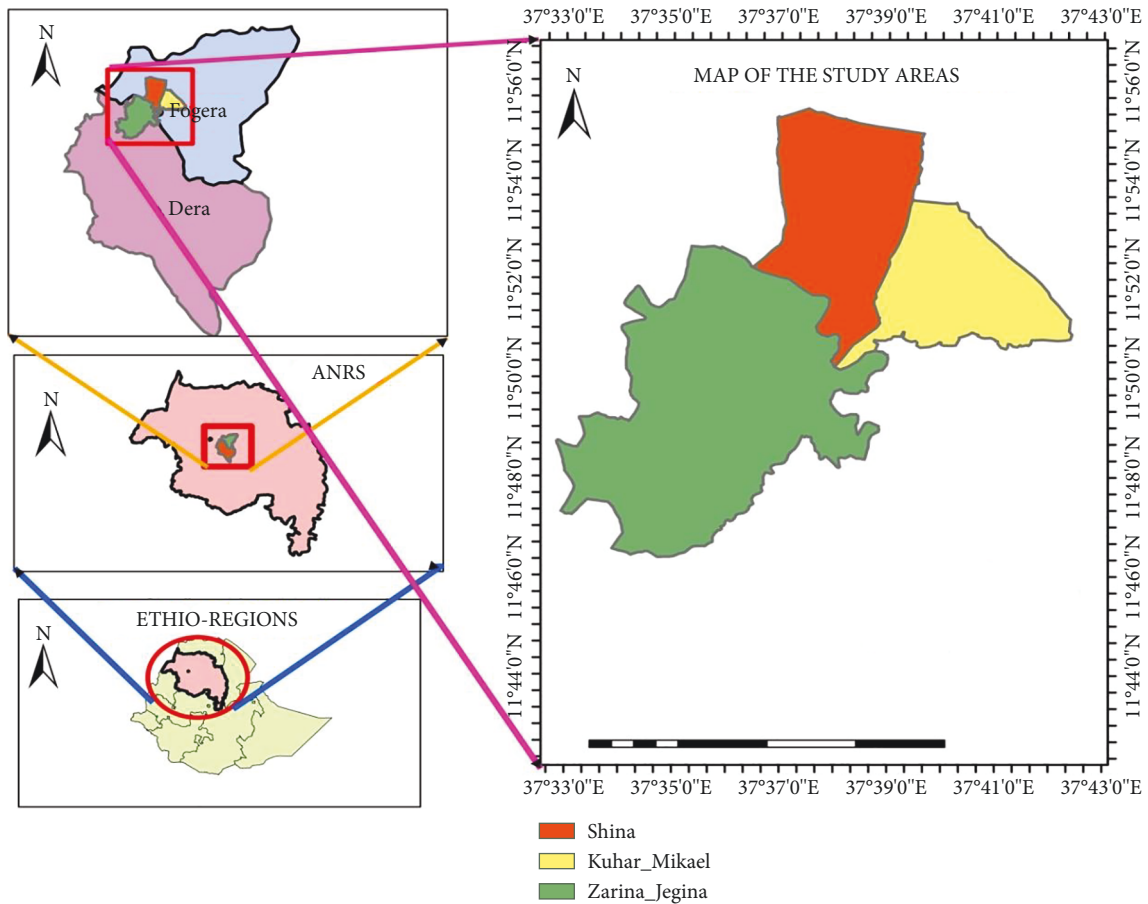 N
Fogera
Dera
N
ANRS
N
ETHIO-REGIONS
37°33'0"E 37°35'0"E 37°37'0"E 37°39'0"E 37°41'0"E 37°43'0"E
N
MAP OF THE STUDY AREAS
11°56'0"N
11°54'0"N
11°52'0"N
11°50'0"N
11°48'0"N
11°46'0"N
11°44'0"N
11°56'0"N
11°54'0"N
11°52'0"N
11°50'0"N
11°48'0"N
11°46'0"N
11°44'0"N
37°33'0"E 37°35'0"E 37°37'0"E 37°39'0"E 37°41'0"E 37°43'0"E
Shina
Kuhar_Mikael
Zarina_Jegina